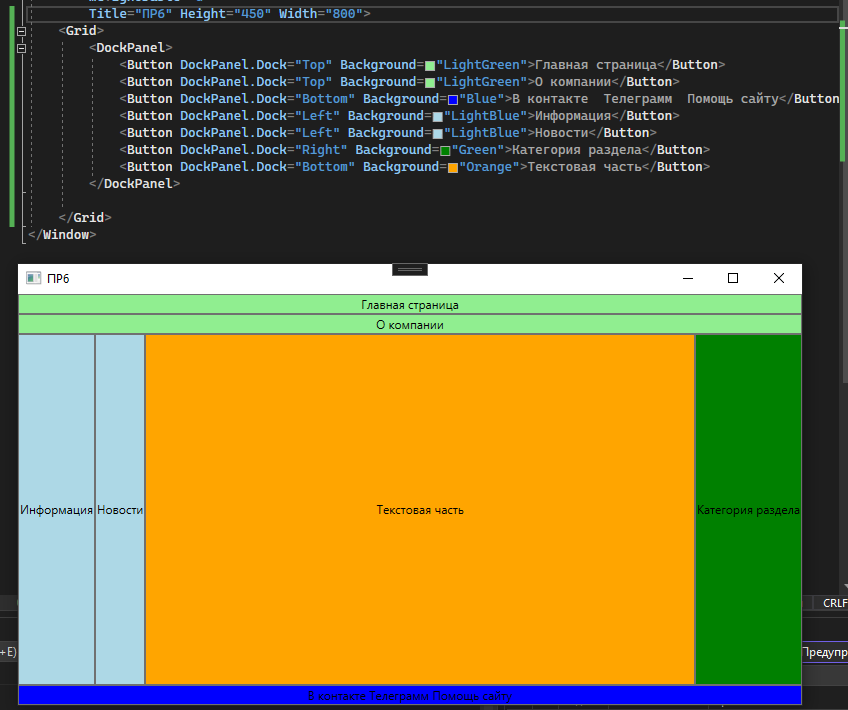 Title="ПР6" Height="450" Width="800">
<Grid>
<DockPanel>
<Button DockPanel.Dock="Top" Background="LightGreen">Главная страница</Button>
<Button DockPanel.Dock="Top" Background="LightGreen">О компании</Button>
<Button DockPanel.Dock="Bottom" Background="Blue">В контакте  Телеграмм  Помощь сайту</Button
<Button DockPanel.Dock="Left" Background="LightBlue">Информация</Button>
<Button DockPanel.Dock="Left" Background="LightBlue">Новости</Button>
<Button DockPanel.Dock="Right" Background="Green">Категория раздела</Button>
<Button DockPanel.Dock="Bottom" Background="Orange">Текстовая часть</Button>
</DockPanel>
</Grid>
</Window>
ПР6
Главная страница
О компании
Информация
Новости
Текстовая часть
Категория раздела
В контакте Телеграмм Помощь сайту
CRLF
+E)
Предупр